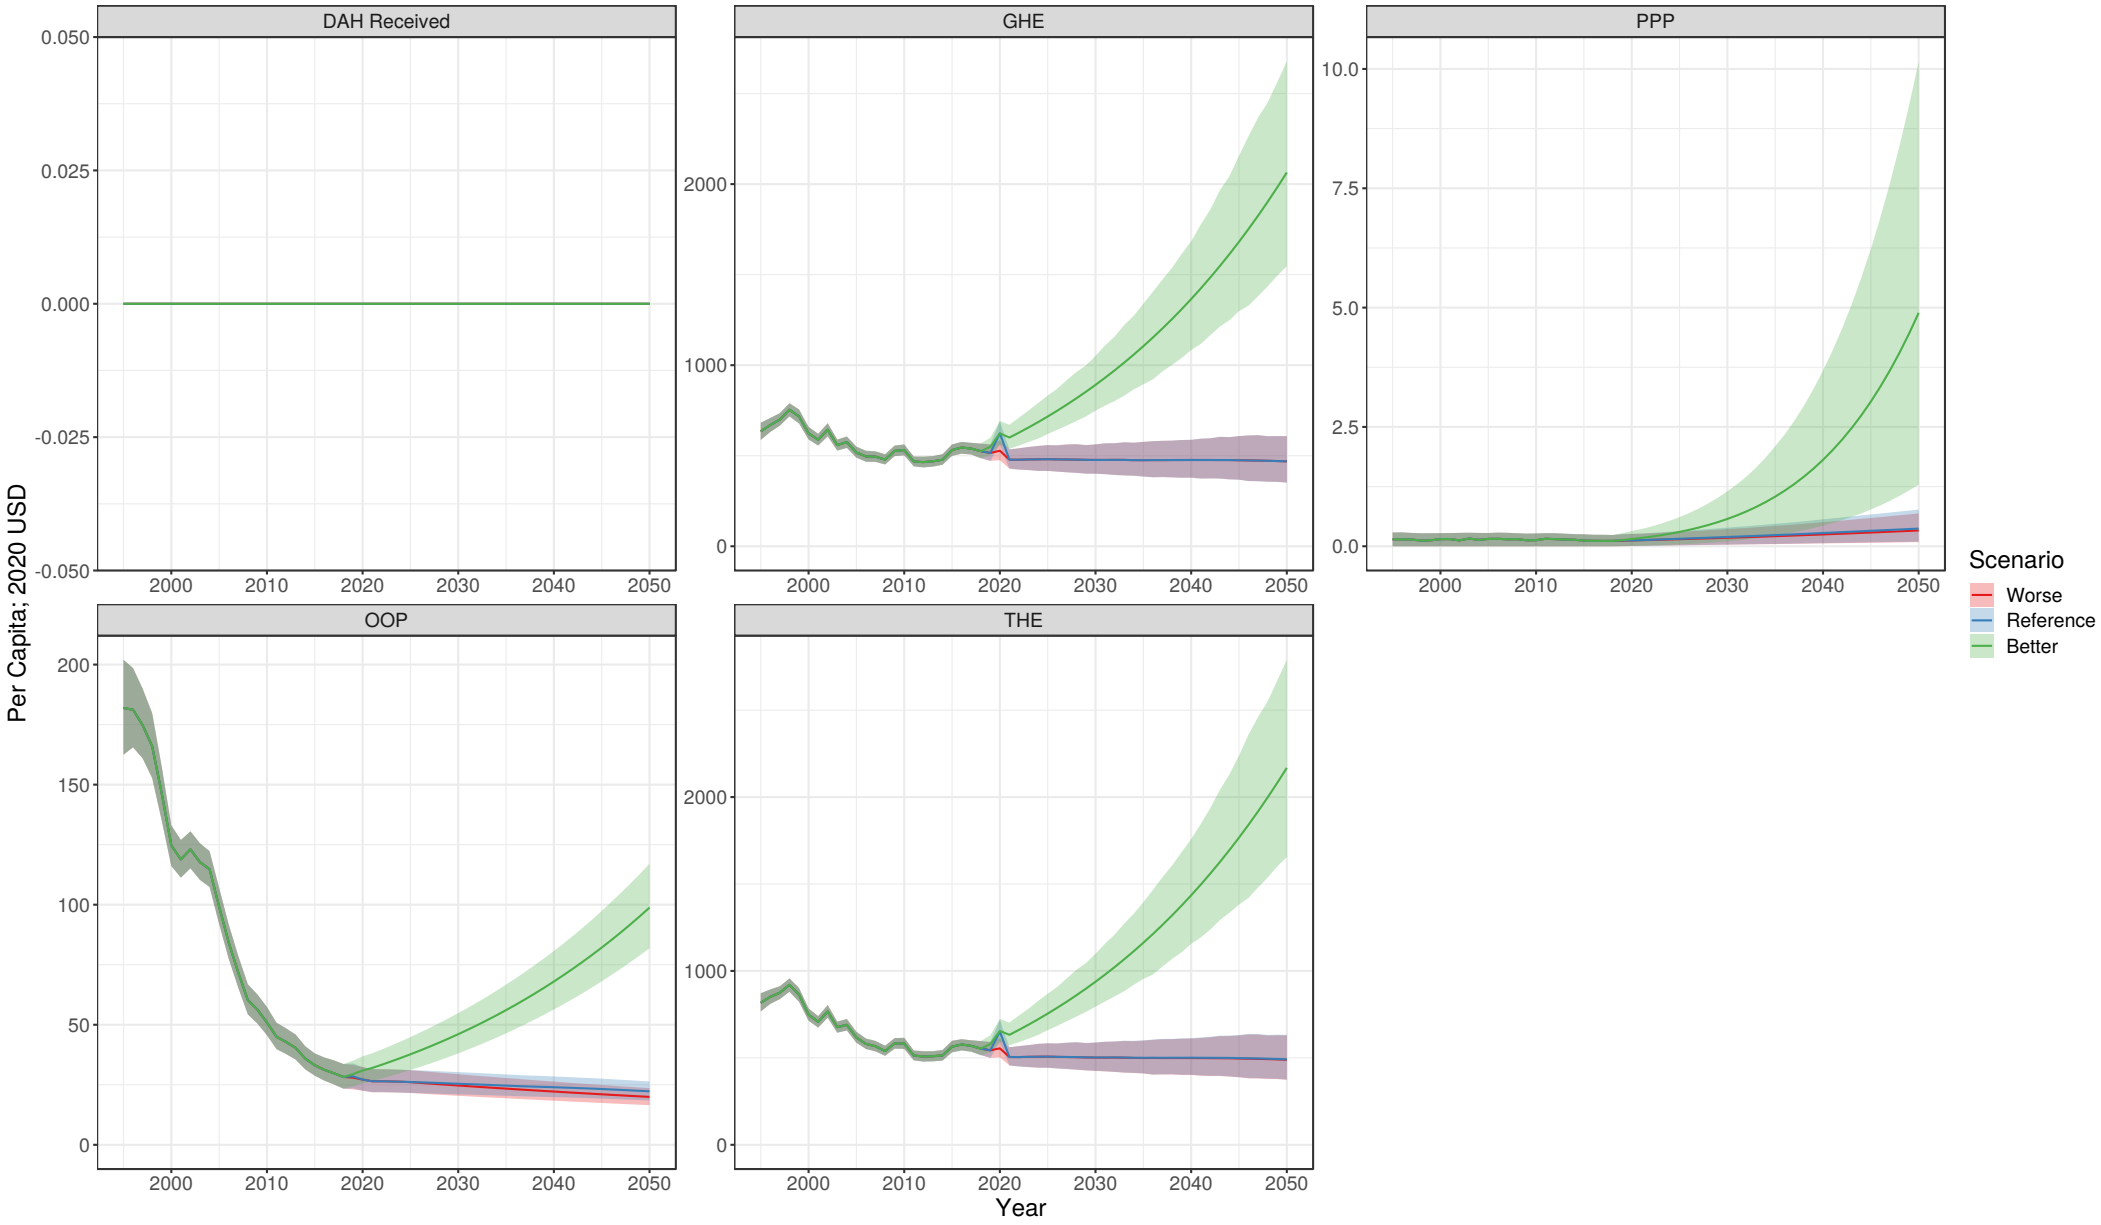 DAH Received
GHE
PPP
0.050
0.025
0.000
-0.025
-0.050
2000 2010 2020 2030 2040 2050
2000
1000
0
2000 2010 2020 2030 2040 2050
10.0
7.5
5.0
2.5
0.0
2000 2010 2020 2030 2040 2050
Per Capita; 2020 USD
OOP
THE
200
150
100
50
0
2000 2010 2020 2030 2040 2050
2000
1000
0
2000 2010 2020 2030 2040 2050
Year
Scenario
Worse
Reference
Better